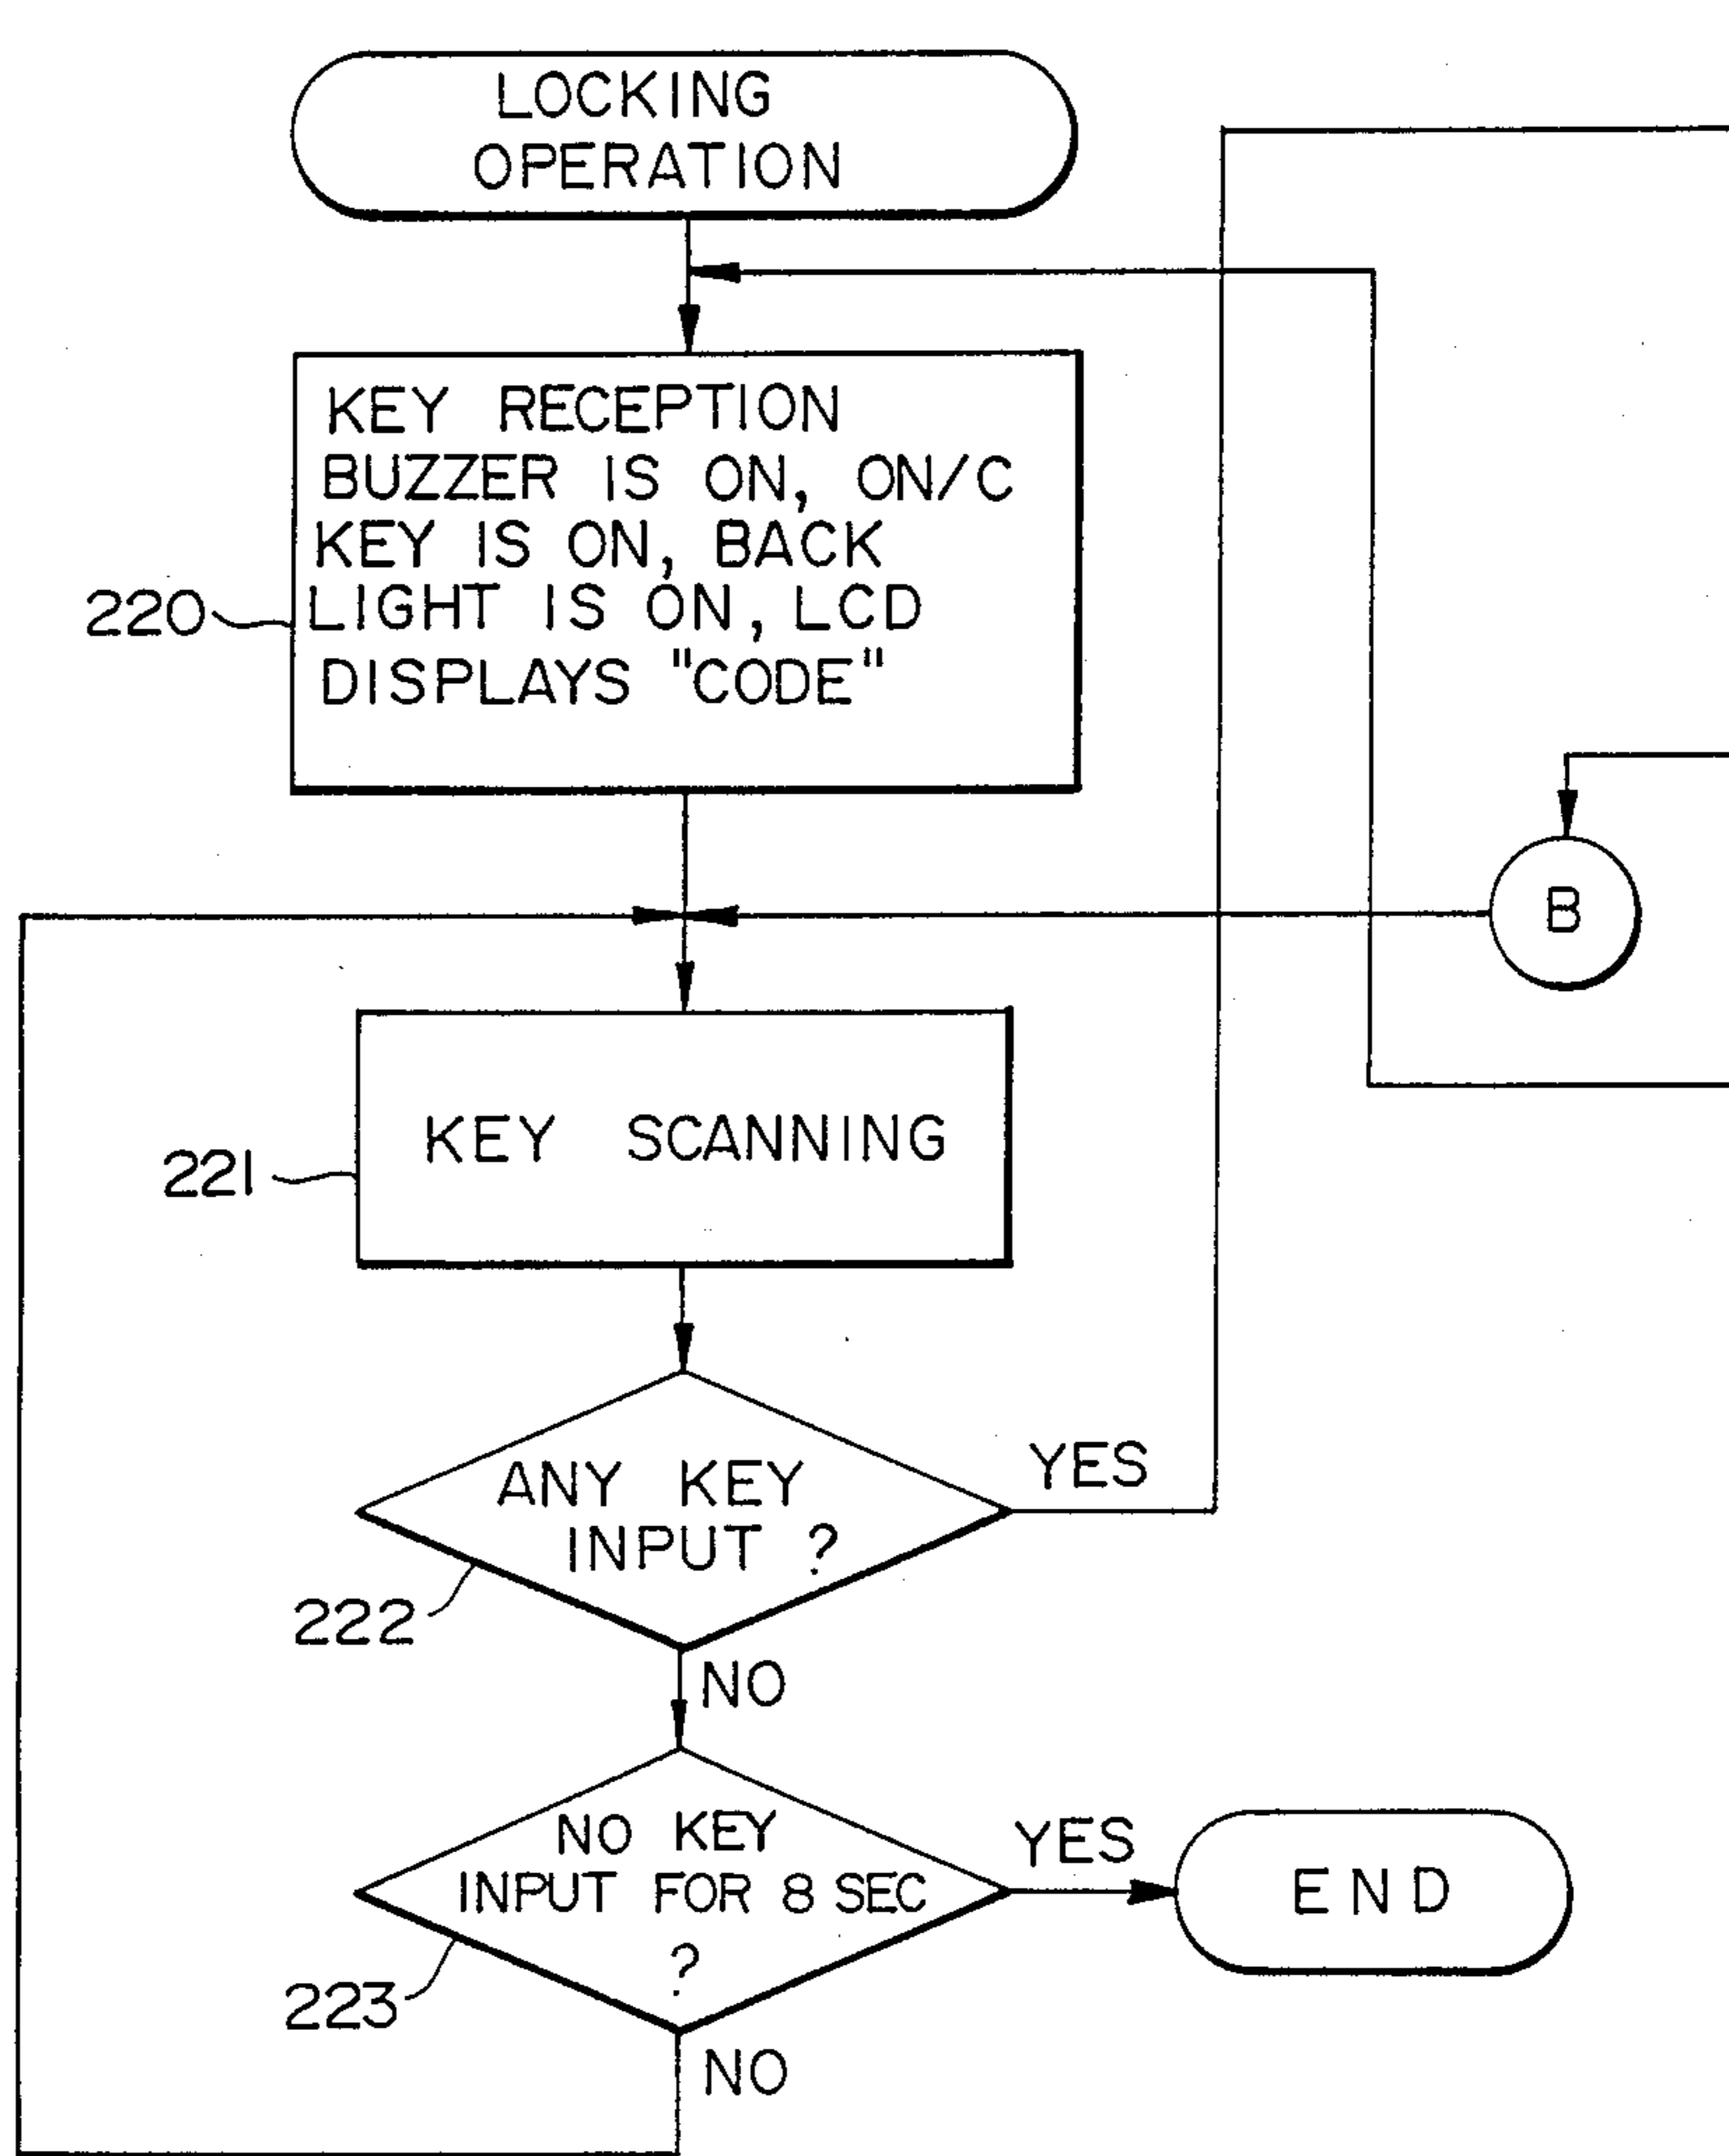 LOCKING
OPERATION
KEY RECEPTION
BUZZER IS ON, ON/C
KEY IS ON, BACK
LIGHT IS ON, LCD
DISPLAYS "CODE"
220
B
KEY SCANNING
221
ANY KEY
INPUT ?
YES
222
NO
NO KEY
INPUT FOR 8 SEC
?
YES
END
223
NO